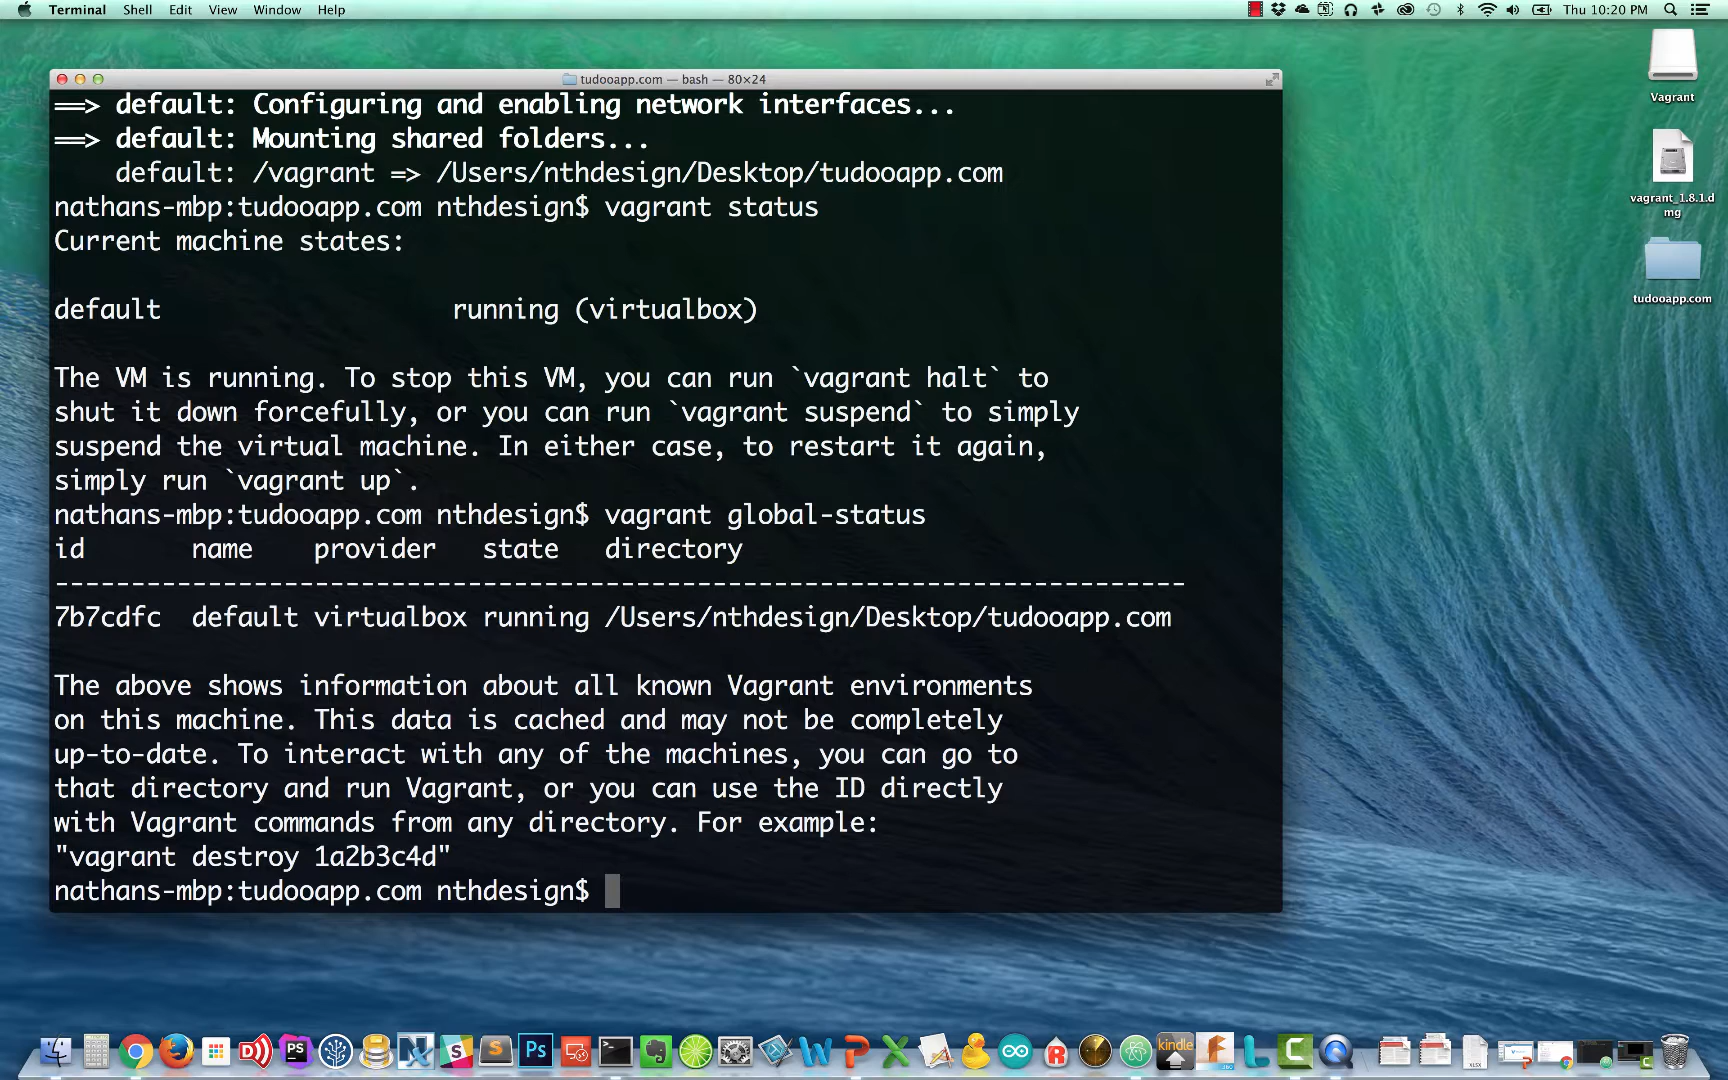 Terminal Shell Edit View Window Help
Thu 10:20 PM
tudooapp.com — bash — 80×24
==> default: Configuring and enabling network interfaces...
==> default: Mounting shared folders...
default: /vagrant => /Users/nthdesign/Desktop/tudooapp.com
nathans-mbp:tudooapp.com nthdesign$ vagrant status
Current machine states:
default running (virtualbox)
The VM is running. To stop this VM, you can run `vagrant halt` to
shut it down forcefully, or you can run `vagrant suspend` to simply
suspend the virtual machine. In either case, to restart it again,
simply run `vagrant up`.
nathans-mbp:tudooapp.com nthdesign$ vagrant global-status
id name provider state directory
--------------------------------------------------------------------------
7b7cdfc default virtualbox running /Users/nthdesign/Desktop/tudooapp.com
The above shows information about all known Vagrant environments
on this machine. This data is cached and may not be completely
up-to-date. To interact with any of the machines, you can go to
that directory and run Vagrant, or you can use the ID directly
with Vagrant commands from any directory. For example:
"vagrant destroy 1a2b3c4d"
nathans-mbp:tudooapp.com nthdesign$
Vagrant
vagrant_1.8.1.d
mg
tudooapp.com
PS
Ps
kindle
XLSX